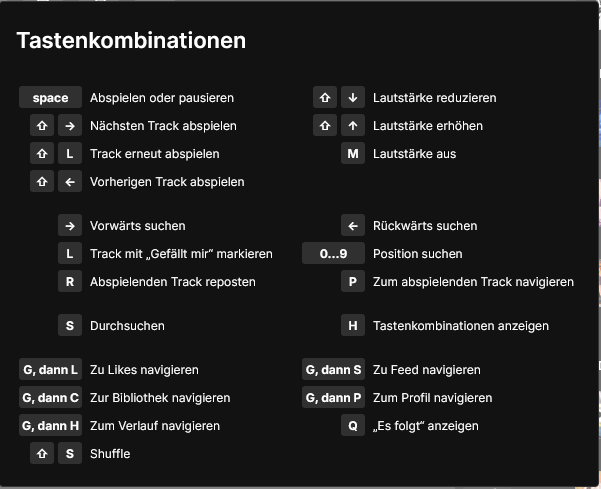 Tastenkombinationen
space Abspielen oder pausieren
⇧ → Nächsten Track abspielen
⇧ L Track erneut abspielen
⇧ ← Vorherigen Track abspielen
⇧ ↓ Lautstärke reduzieren
⇧ ↑ Lautstärke erhöhen
M Lautstärke aus
→ Vorwärts suchen
L Track mit „Gefällt mir“ markieren
R Abspielenden Track reposten
← Rückwärts suchen
0...9 Position suchen
P Zum abspielenden Track navigieren
S Durchsuchen
H Tastenkombinationen anzeigen
G, dann L Zu Likes navigieren
G, dann C Zur Bibliothek navigieren
G, dann H Zum Verlauf navigieren
⇧ S Shuffle
G, dann S Zu Feed navigieren
G, dann P Zum Profil navigieren
Q „Es folgt“ anzeigen